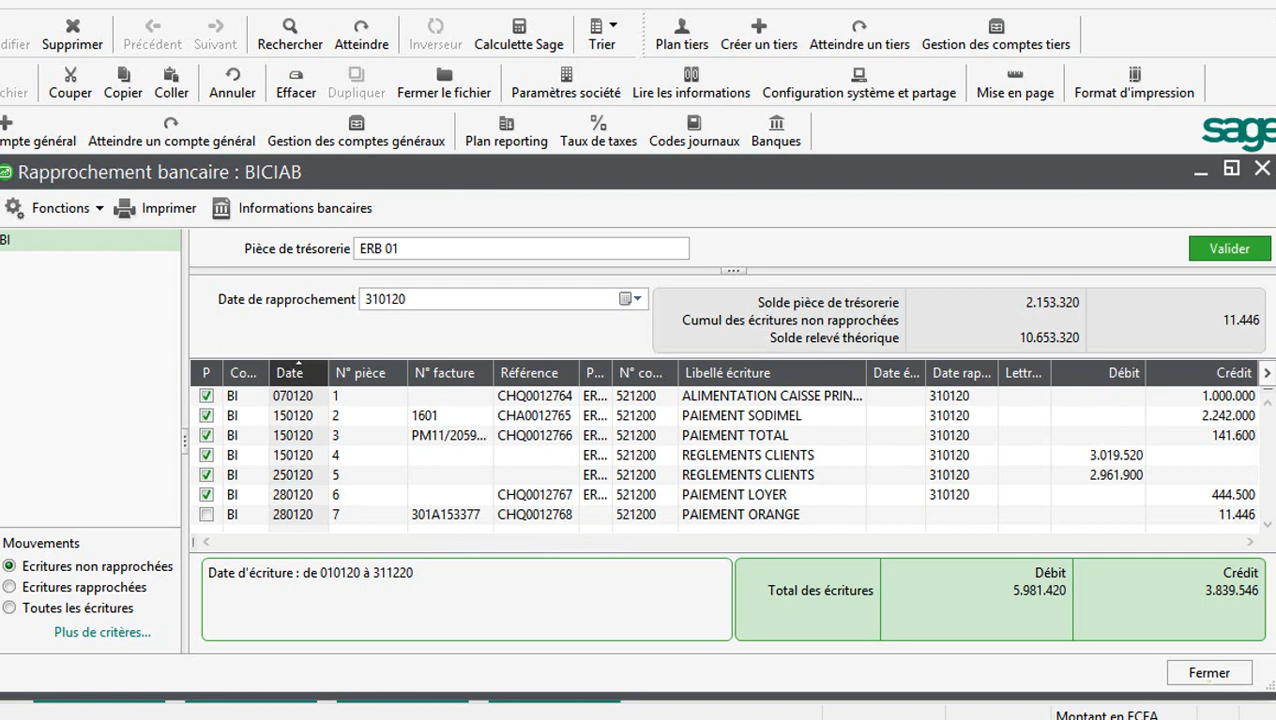 difier Supprimer Précédent Suivant Rechercher Atteindre Inverseur Calculette Sage Trier Plan tiers Créer un tiers Atteindre un tiers Gestion des comptes tiers
chier Couper Copier Coller Annuler Effacer Dupliquer Fermer le fichier Paramètres société Lire les informations Configuration système et partage Mise en page Format d'impression
mpte général Atteindre un compte général Gestion des comptes généraux Plan reporting Taux de taxes Codes journaux Banques sage
Rapprochement bancaire : BICIAB
Fonctions Imprimer Informations bancaires
BI
Pièce de trésorerie ERB 01 Valider
Date de rapprochement 310120
Solde pièce de trésorerie 2.153.320
Cumul des écritures non rapprochées 11.446
Solde relevé théorique 10.653.320
P Co... Date N° pièce N° facture Référence P... N° co... Libellé écriture Date é... Date rap... Lettr... Débit Crédit
BI 070120 1 CHQ0012764 ER... 521200 ALIMENTATION CAISSE PRIN... 310120 1.000.000
BI 150120 2 1601 CHA0012765 ER... 521200 PAIEMENT SODIMEL 310120 2.242.000
BI 150120 3 PM11/2059... CHQ0012766 ER... 521200 PAIEMENT TOTAL 310120 141.600
BI 150120 4 ER... 521200 REGLEMENTS CLIENTS 310120 3.019.520
BI 250120 5 ER... 521200 REGLEMENTS CLIENTS 310120 2.961.900
BI 280120 6 CHQ0012767 ER... 521200 PAIEMENT LOYER 310120 444.500
BI 280120 7 301A153377 CHQ0012768 521200 PAIEMENT ORANGE 11.446
Mouvements
Ecritures non rapprochées
Ecritures rapprochées
Toutes les écritures
Plus de critères...
Date d'écriture : de 010120 à 311220
Débit Crédit
Total des écritures 5.981.420 3.839.546
Fermer
Montant en FCFA